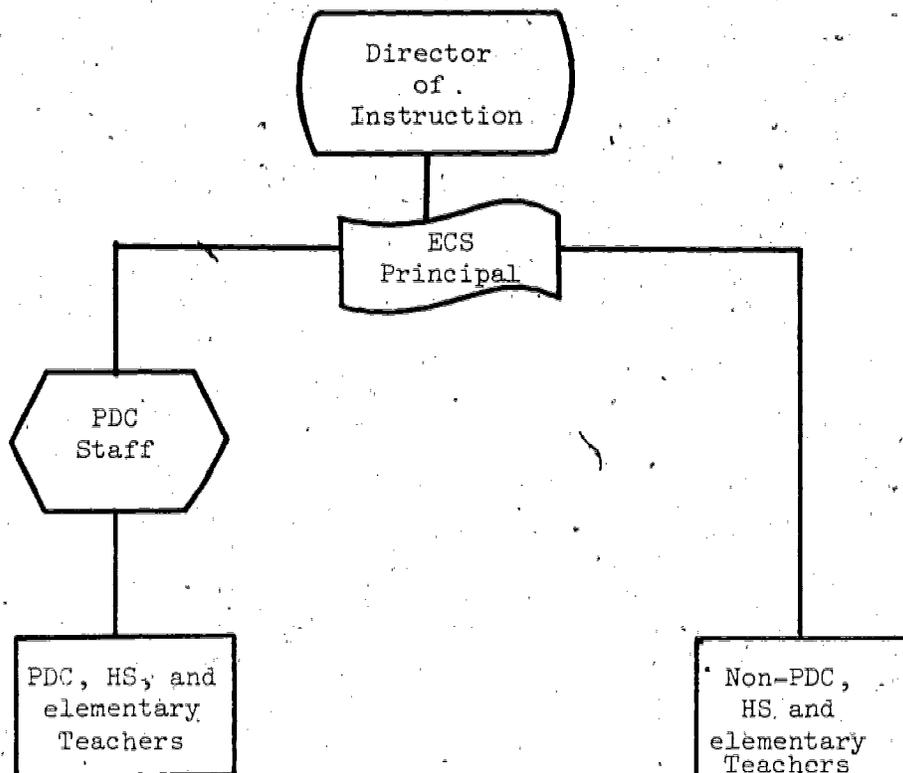 Director
of
Instruction
ECS
Principal
PDC
Staff
PDC, HS, and
elementary
Teachers
Non-PDC,
HS and
elementary
Teachers